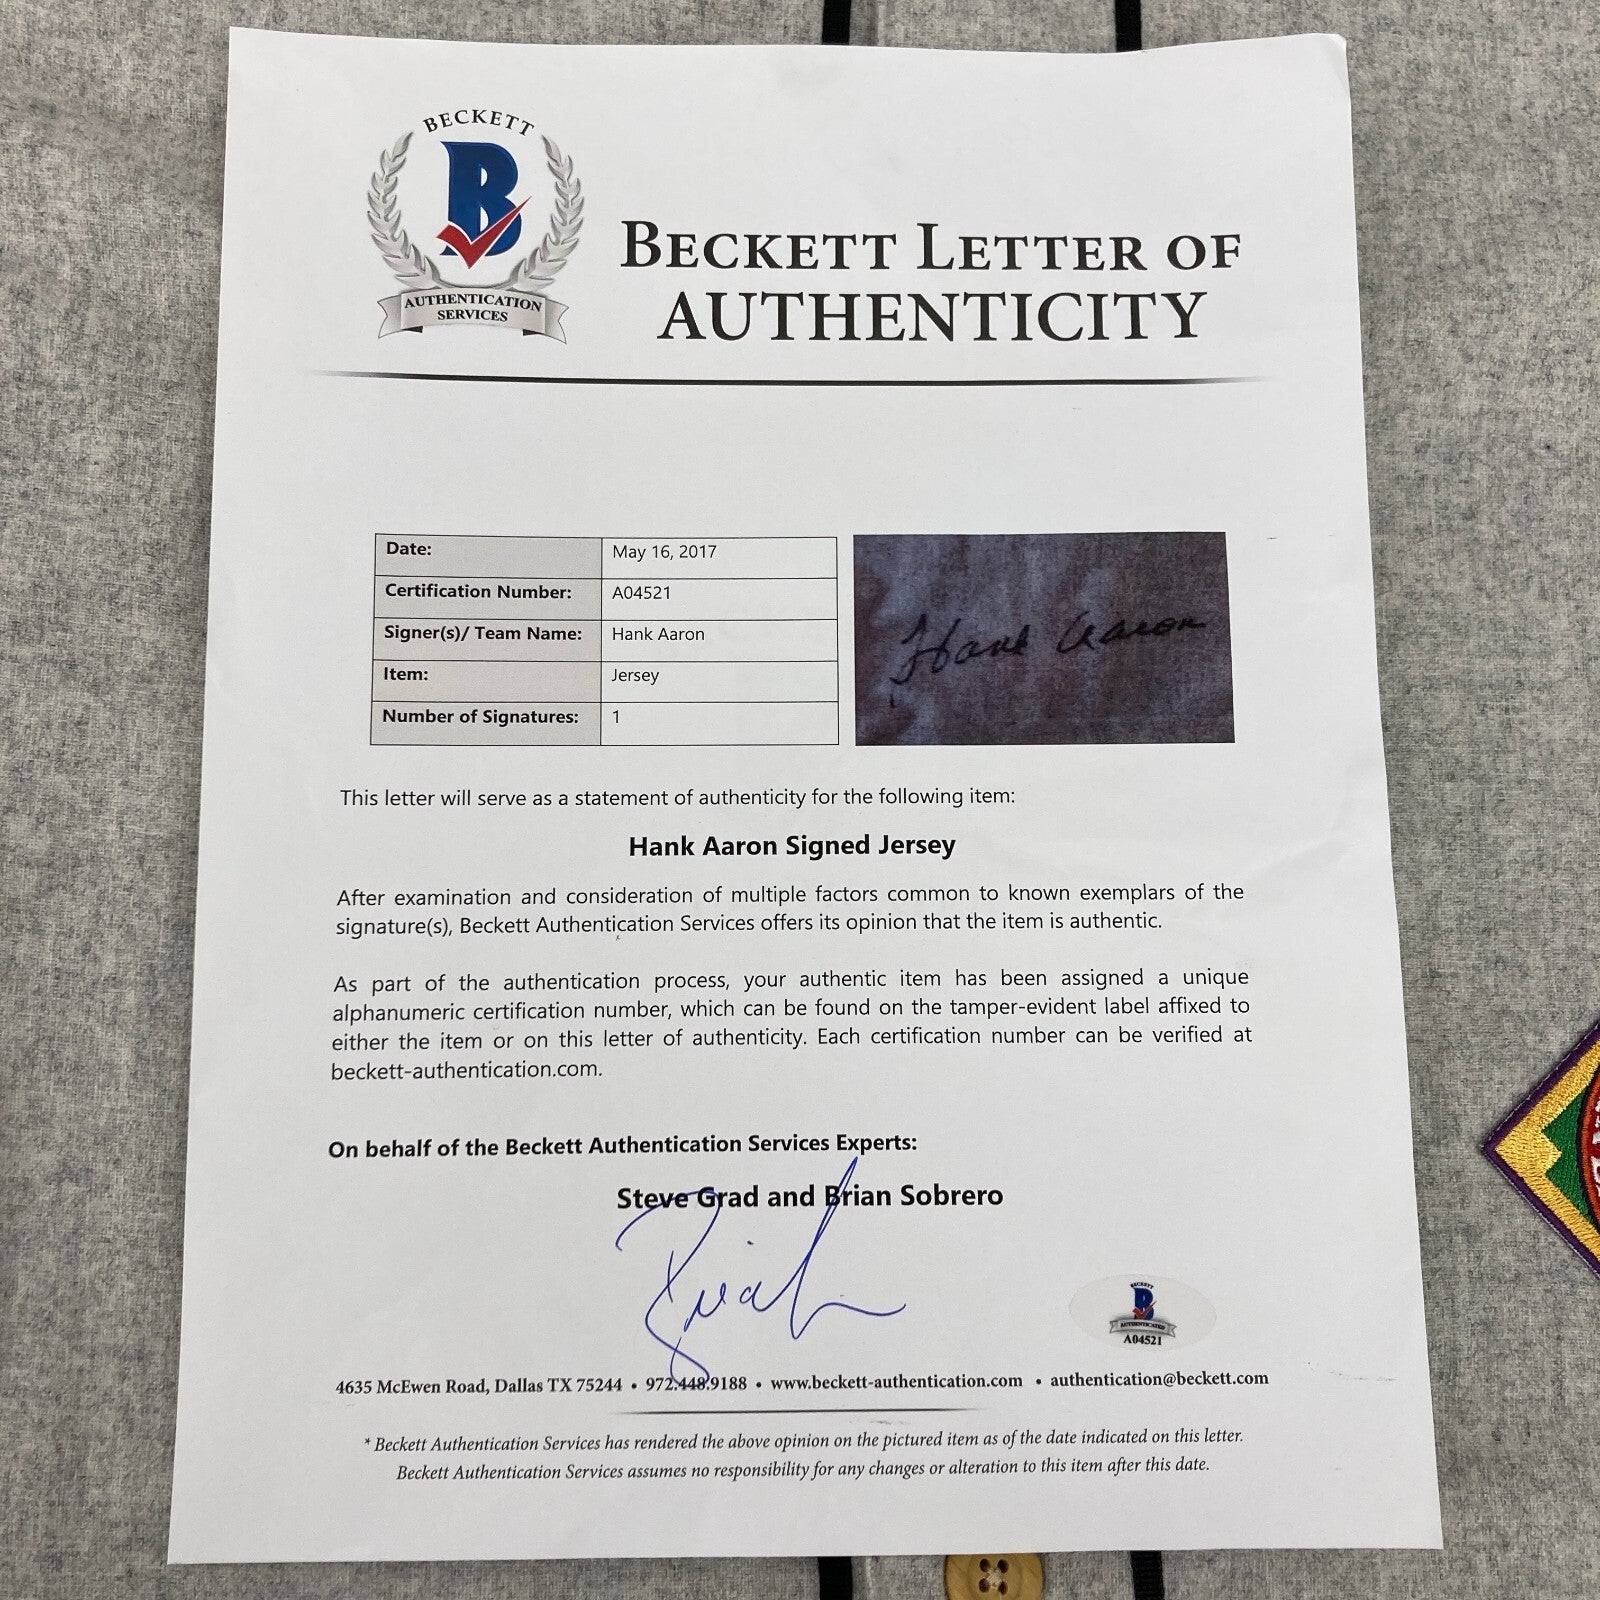 BECKETT
B
AUTHENTICATION
SERVICES
BECKETT LETTER OF
AUTHENTICITY
Date: May 16, 2017
Certification Number: A04521
Signer(s)/ Team Name: Hank Aaron
Item: Jersey
Number of Signatures: 1
Hank Aaron
This letter will serve as a statement of authenticity for the following item:
Hank Aaron Signed Jersey
After examination and consideration of multiple factors common to known exemplars of the
signature(s), Beckett Authentication Services offers its opinion that the item is authentic.
As part of the authentication process, your authentic item has been assigned a unique
alphanumeric certification number, which can be found on the tamper-evident label affixed to
either the item or on this letter of authenticity. Each certification number can be verified at
beckett-authentication.com.
On behalf of the Beckett Authentication Services Experts:
Steve Grad and Brian Sobrero
BECKETT
B
AUTHENTICATED
A04521
4635 McEwen Road, Dallas TX 75244 • 972.448.9188 • www.beckett-authentication.com • authentication@beckett.com
* Beckett Authentication Services has rendered the above opinion on the pictured item as of the date indicated on this letter.
Beckett Authentication Services assumes no responsibility for any changes or alteration to this item after this date.